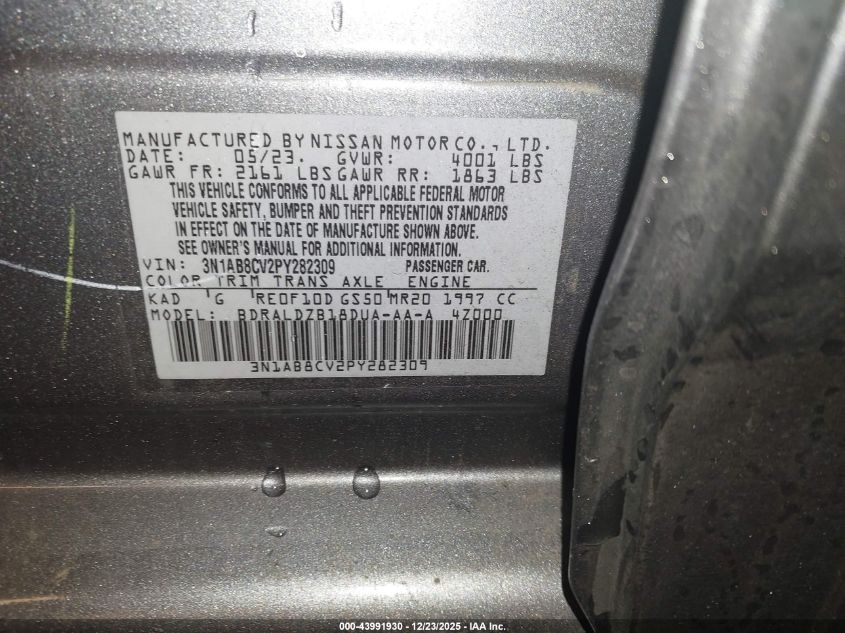 MANUFACTURED BY NISSAN MOTOR CO., LTD.
DATE: 05/23. GVWR: 4001 LBS
GAWR FR: 2161 LBS GAWR RR: 1863 LBS
THIS VEHICLE CONFORMS TO ALL APPLICABLE FEDERAL MOTOR
VEHICLE SAFETY, BUMPER AND THEFT PREVENTION STANDARDS
IN EFFECT ON THE DATE OF MANUFACTURE SHOWN ABOVE.
SEE OWNER'S MANUAL FOR ADDITIONAL INFORMATION.
VIN: 3N1AB8CV2PY282309 PASSENGER CAR.
COLOR TRIM TRANS AXLE ENGINE
KAD G RE0F10D GS50 MR20 1997 CC
MODEL: BDRALDZB18DUA-AA-A 4Z000
3N1AB8CV2PY282309
000-43991930 - 12/23/2025 - IAA Inc.